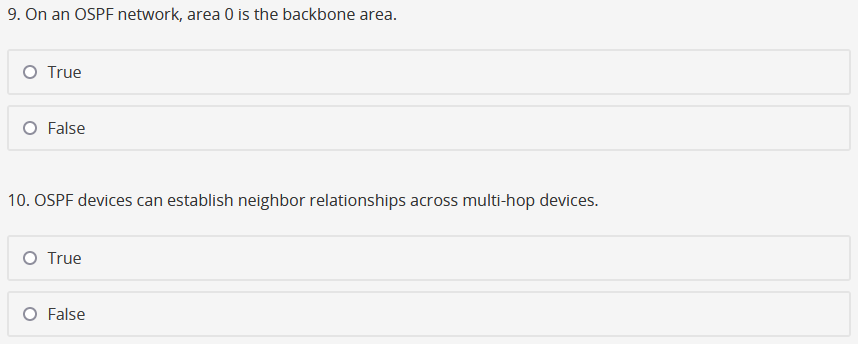 9. On an OSPF network, area 0 is the backbone area.
True
False
10. OSPF devices can establish neighbor relationships across multi-hop devices.
True
False